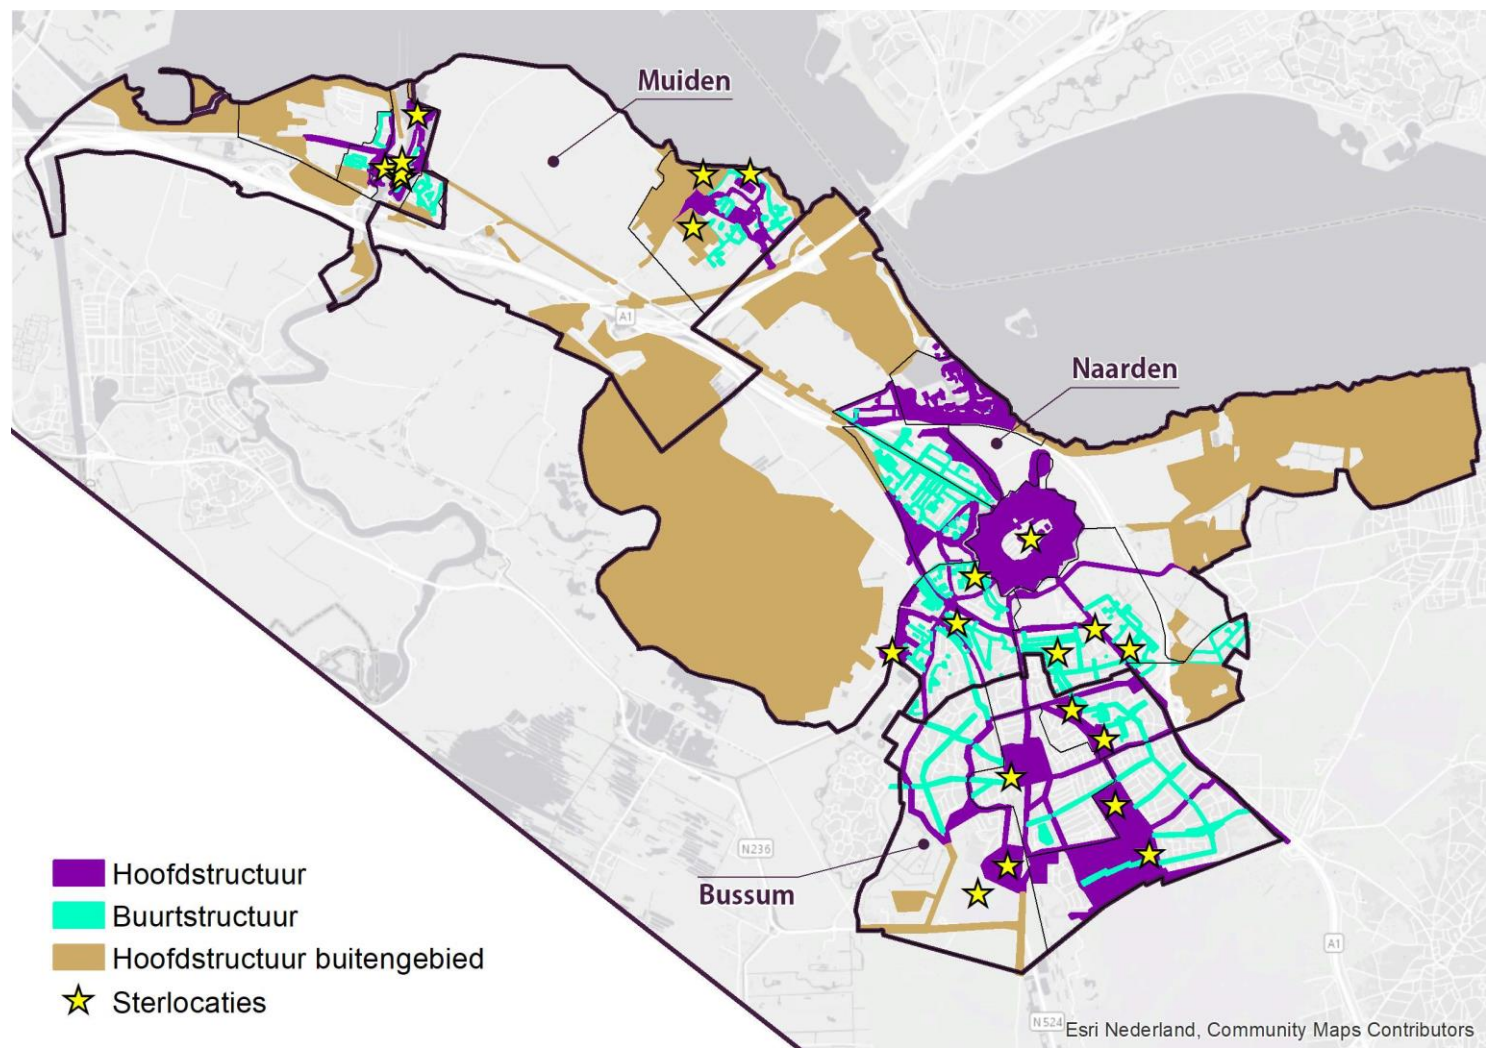 Muiden
A1
Naarden
N236
Bussum
Hoofdstructuur
Buurtstructuur
Hoofdstructuur buitengebied
Sterlocaties
A1
N524
Esri Nederland, Community Maps Contributors